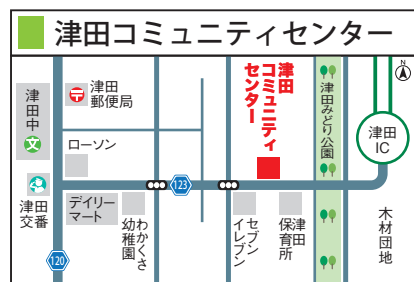 津田コミュニティセンター
N
津田中
文
津田
郵便局
津田
コミュニティ
センター
津田みどり公園
津田
IC
ローソン
津田
交番
デイリー
マート
123
わかくさ
幼稚園
セブン
イレブン
津田
保育所
木材団地
120